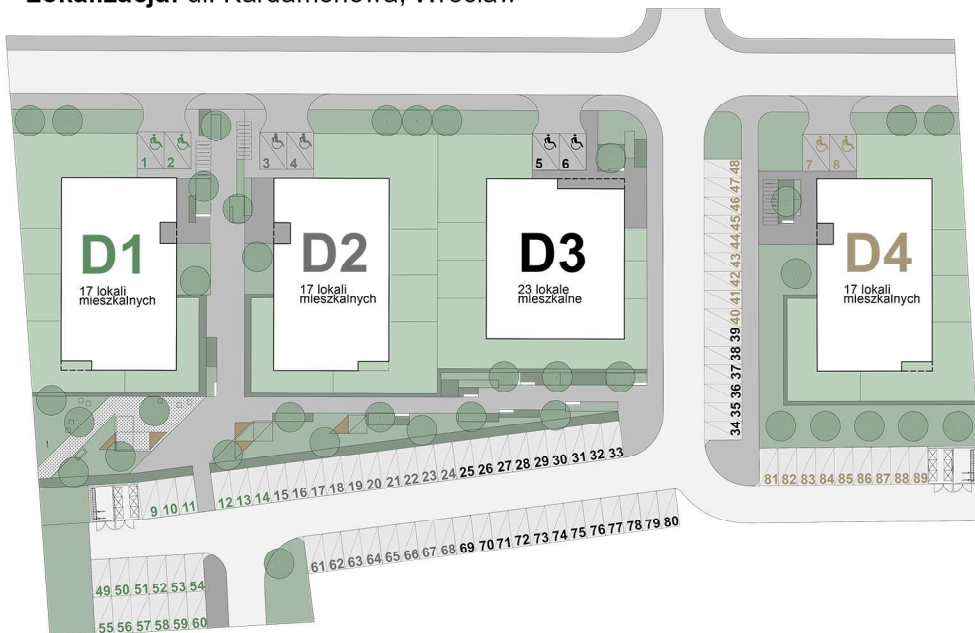 Lokalizacja: ul. Kardamonowa, Wrocław
1 2
3 4
5 6
7 8
D1
17 lokali
mieszkalnych
D2
17 lokali
mieszkalnych
D3
23 lokale
mieszkalne
D4
17 lokali
mieszkalnych
34 35 36 37 38 39 40 41 42 43 44 45 46 47 48
9 10 11 12 13 14 15 16 17 18 19 20 21 22 23 24 25 26 27 28 29 30 31 32 33
81 82 83 84 85 86 87 88 89
61 62 63 64 65 66 67 68 69 70 71 72 73 74 75 76 77 78 79 80
49 50 51 52 53 54
55 56 57 58 59 60